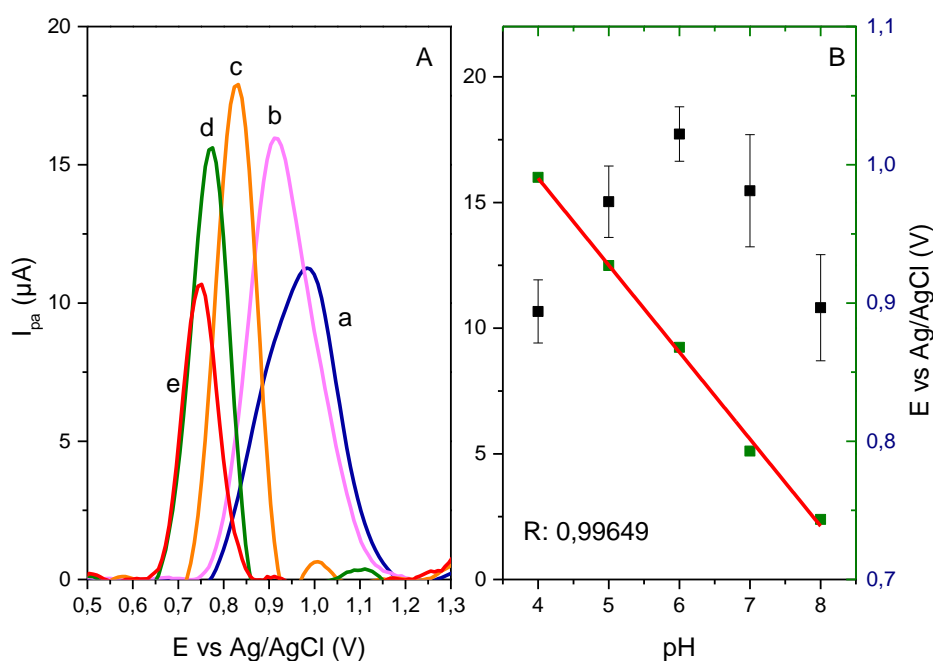 A
c
b
d
a
e
20
15
10
5
0
I_pa (µA)
0,5 0,6 0,7 0,8 0,9 1,0 1,1 1,2 1,3
E vs Ag/AgCl (V)
B
20
15
10
5
0
R: 0,99649
4 5 6 7 8
pH
1,1
1,0
0,9
0,8
0,7
E vs Ag/AgCl (V)